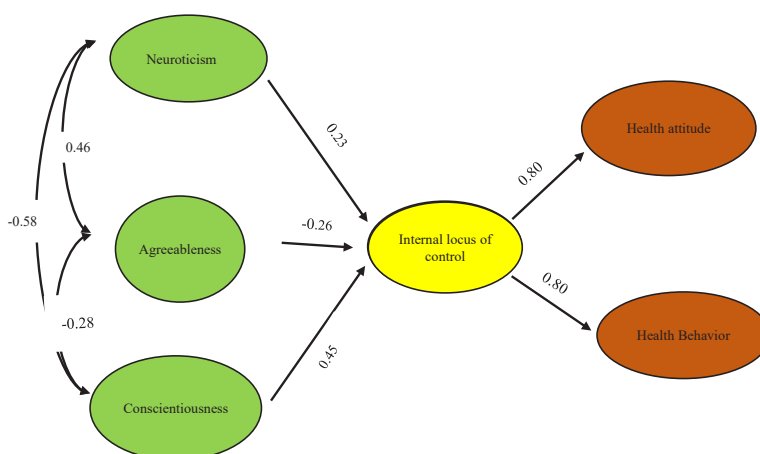 Neuroticism
0.46
0.23
-0.58
Agreeableness
-0.26
-0.28
Conscientiousness
0.45
Internal locus of
control
0.80
Health attitude
0.80
Health Behavior